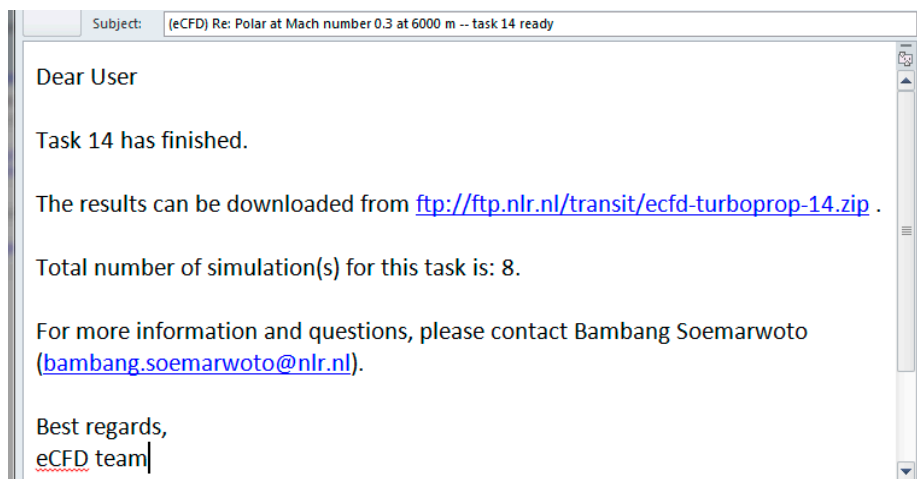 Subject: (eCFD) Re: Polar at Mach number 0.3 at 6000 m -- task 14 ready
Dear User
Task 14 has finished.
The results can be downloaded from ftp://ftp.nlr.nl/transit/ecfd-turboprop-14.zip .
Total number of simulation(s) for this task is: 8.
For more information and questions, please contact Bambang Soemarwoto
(bambang.soemarwoto@nlr.nl).
Best regards,
eCFD team